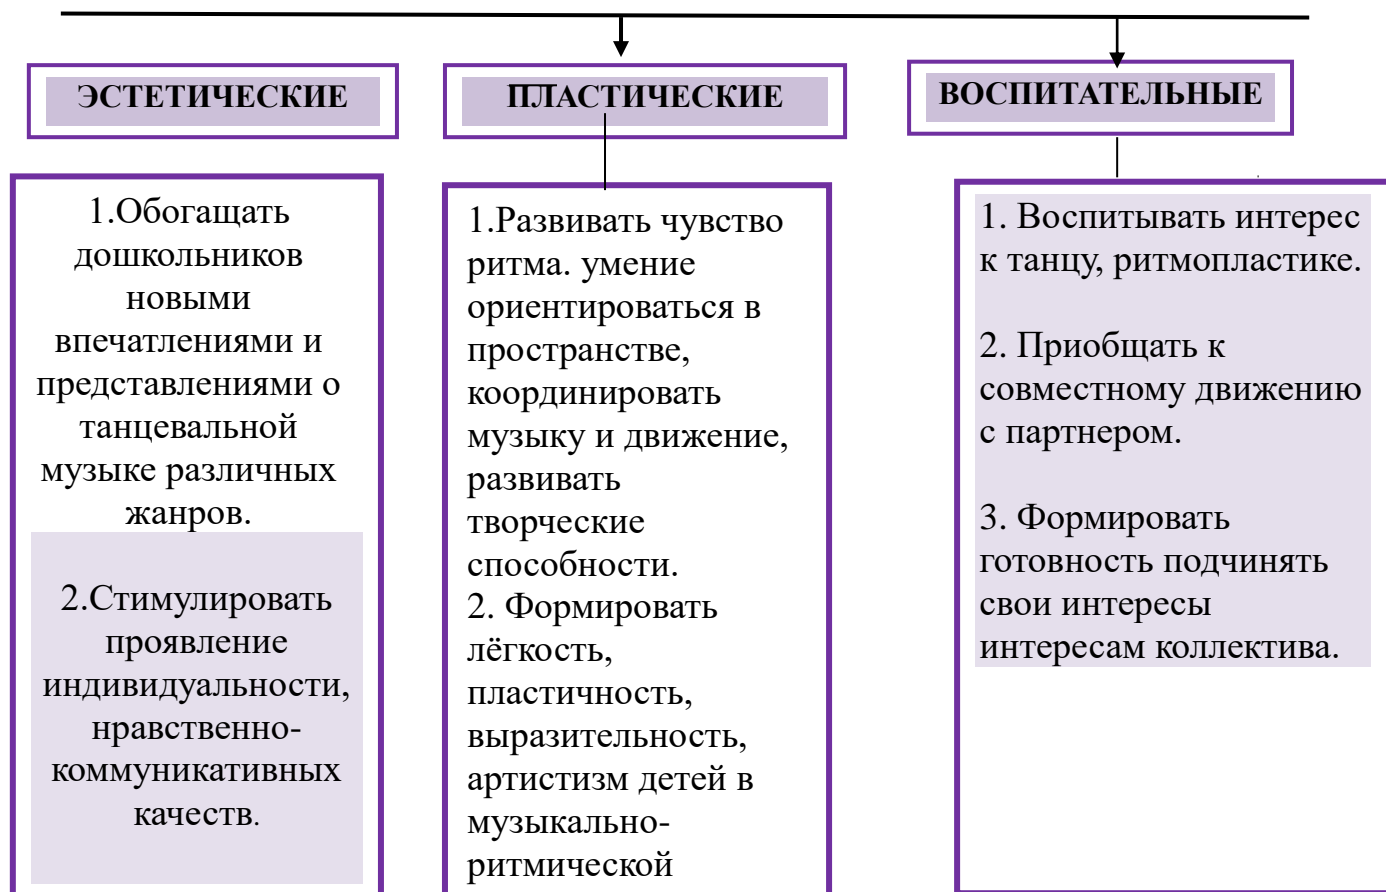 ЭСТЕТИЧЕСКИЕ
1.Обогащать
дошкольников
новыми
впечатлениями и
представлениями о
танцевальной
музыке различных
жанров.
2.Стимулировать
проявление
индивидуальности,
нравственно-
коммуникативных
качеств.
ПЛАСТИЧЕСКИЕ
1.Развивать чувство
ритма. умение
ориентироваться в
пространстве,
координировать
музыку и движение,
развивать
творческие
способности.
2. Формировать
лёгкость,
пластичность,
выразительность,
артистизм детей в
музыкально-
ритмической
ВОСПИТАТЕЛЬНЫЕ
1. Воспитывать интерес
к танцу, ритмопластике.
2. Приобщать к
совместному движению
с партнером.
3. Формировать
готовность подчинять
свои интересы
интересам коллектива.